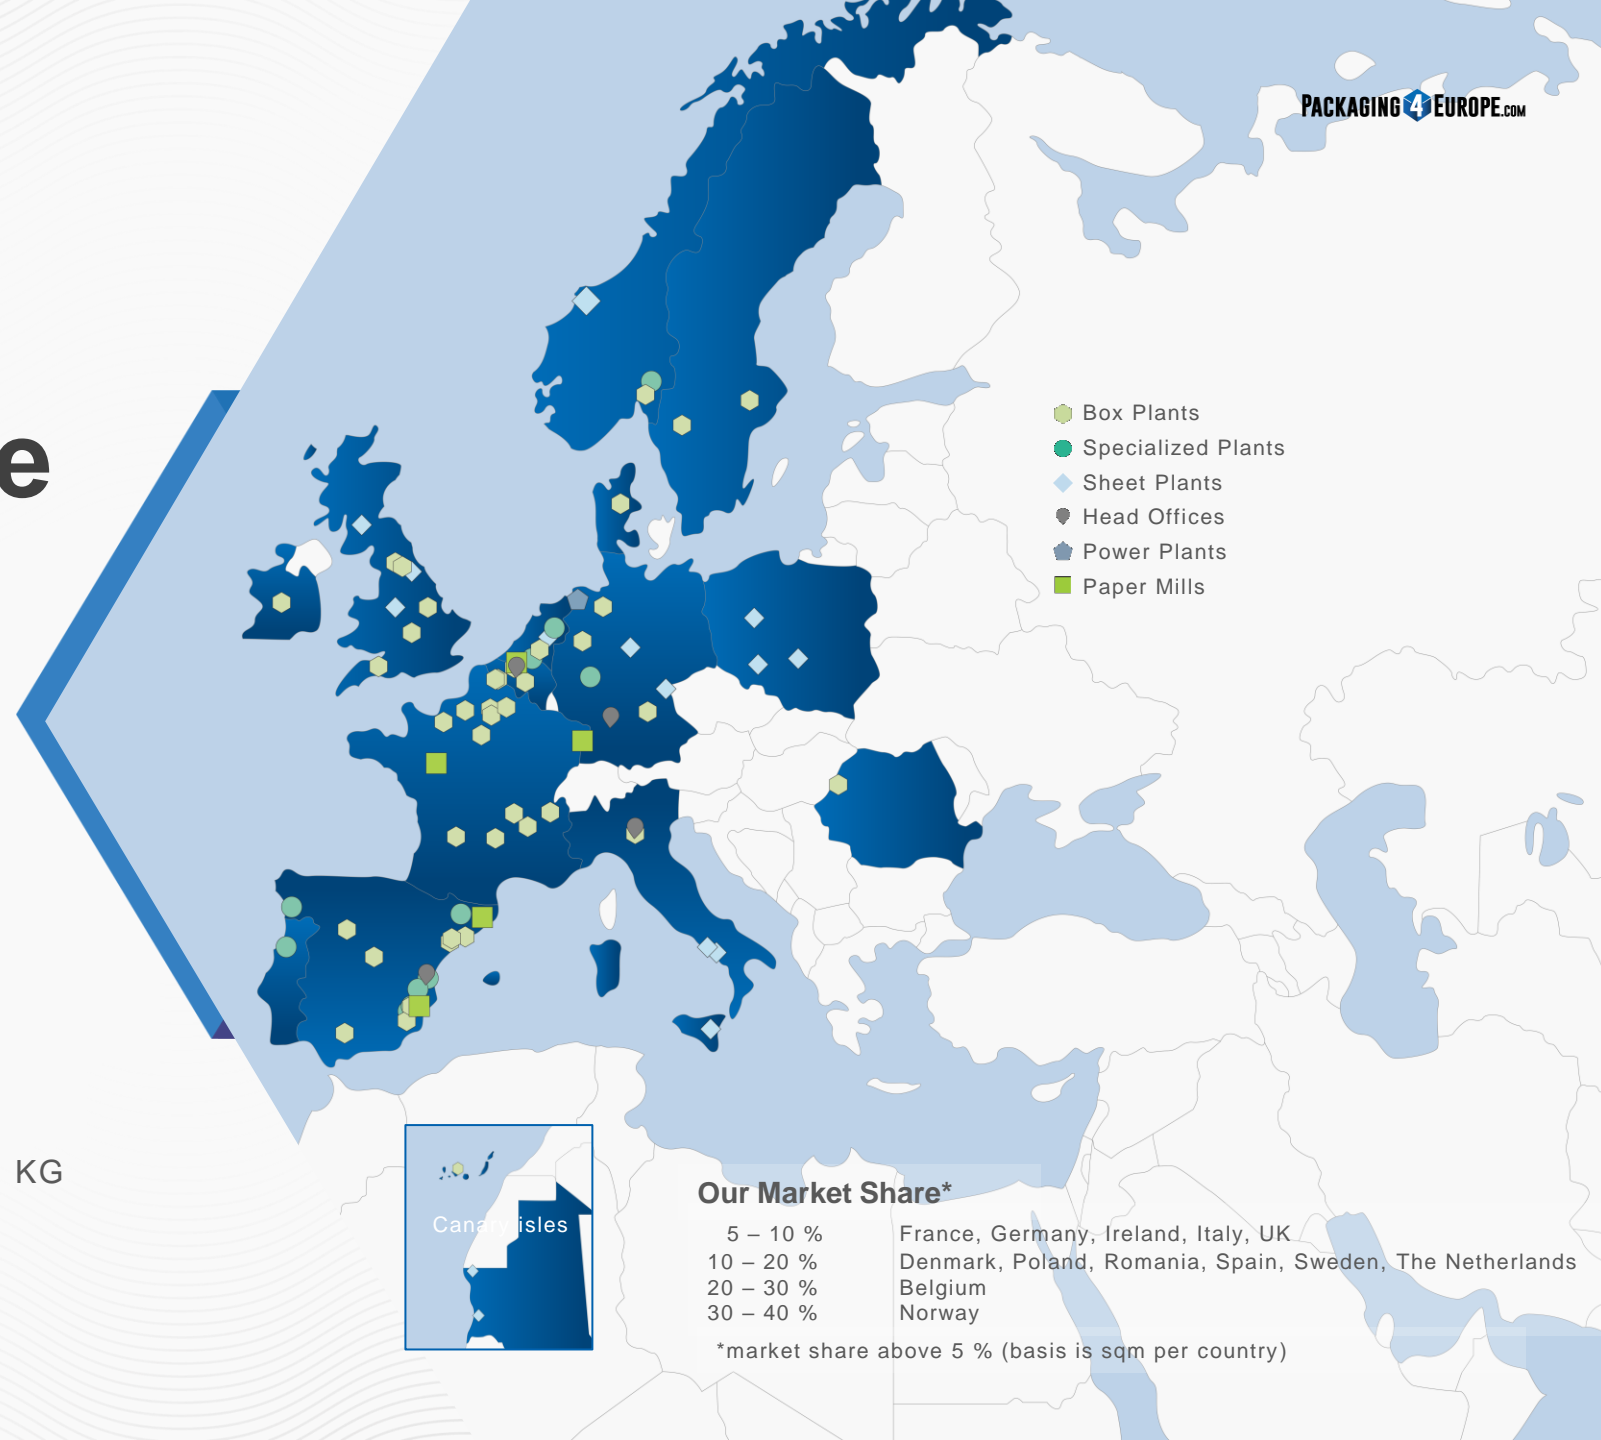 PACKAGING 4 EUROPE.COM
e
Box Plants
Specialized Plants
Sheet Plants
Head Offices
Power Plants
Paper Mills
KG
Canary isles
Our Market Share*
5 – 10 % France, Germany, Ireland, Italy, UK
10 – 20 % Denmark, Poland, Romania, Spain, Sweden, The Netherlands
20 – 30 % Belgium
30 – 40 % Norway
*market share above 5 % (basis is sqm per country)